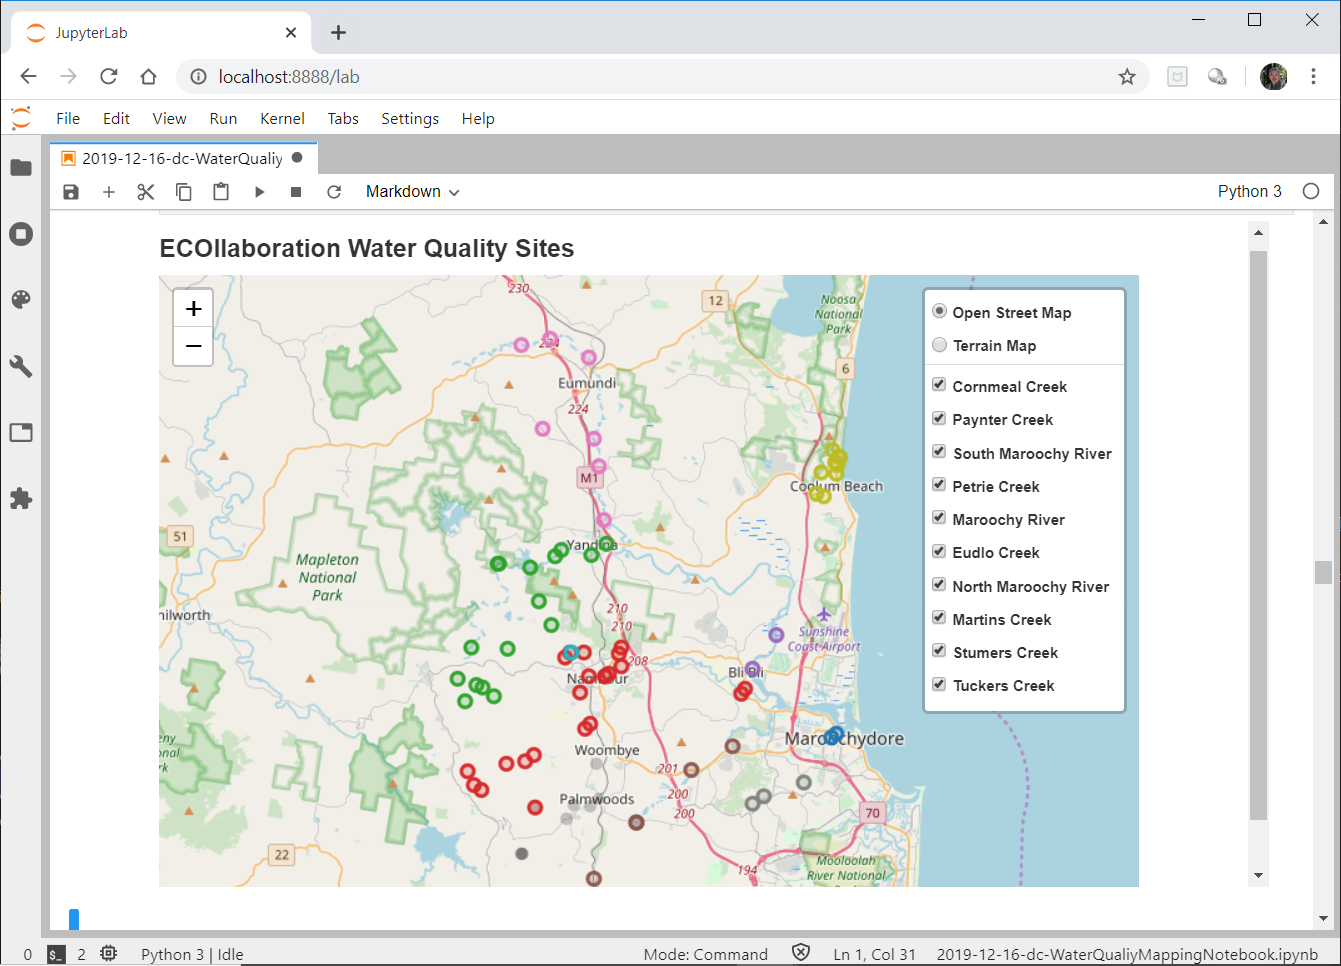 JupyterLab
localhost:8888/lab
File Edit View Run Kernel Tabs Settings Help
2019-12-16-dc-WaterQualiy
Markdown
Python 3
ECOllaboration Water Quality Sites
+
−
230
12
Noosa
National
Park
224
6
Eumundi
224
M1
Coolum Beach
51
Yandina
Mapleton
National
Park
nilworth
210
210
Sunshine
Coast Airport
208
Bli Bli
Nambour
Maroochydore
eny
onal
rk
Woombye
201
200
Palmwoods
200
70
22
194
Mooloolah
River National
Open Street Map
Terrain Map
Cornmeal Creek
Paynter Creek
South Maroochy River
Petrie Creek
Maroochy River
Eudlo Creek
North Maroochy River
Martins Creek
Stumers Creek
Tuckers Creek
0 $_ 2 Python 3 | Idle Mode: Command Ln 1, Col 31 2019-12-16-dc-WaterQualiyMappingNotebook.ipynb